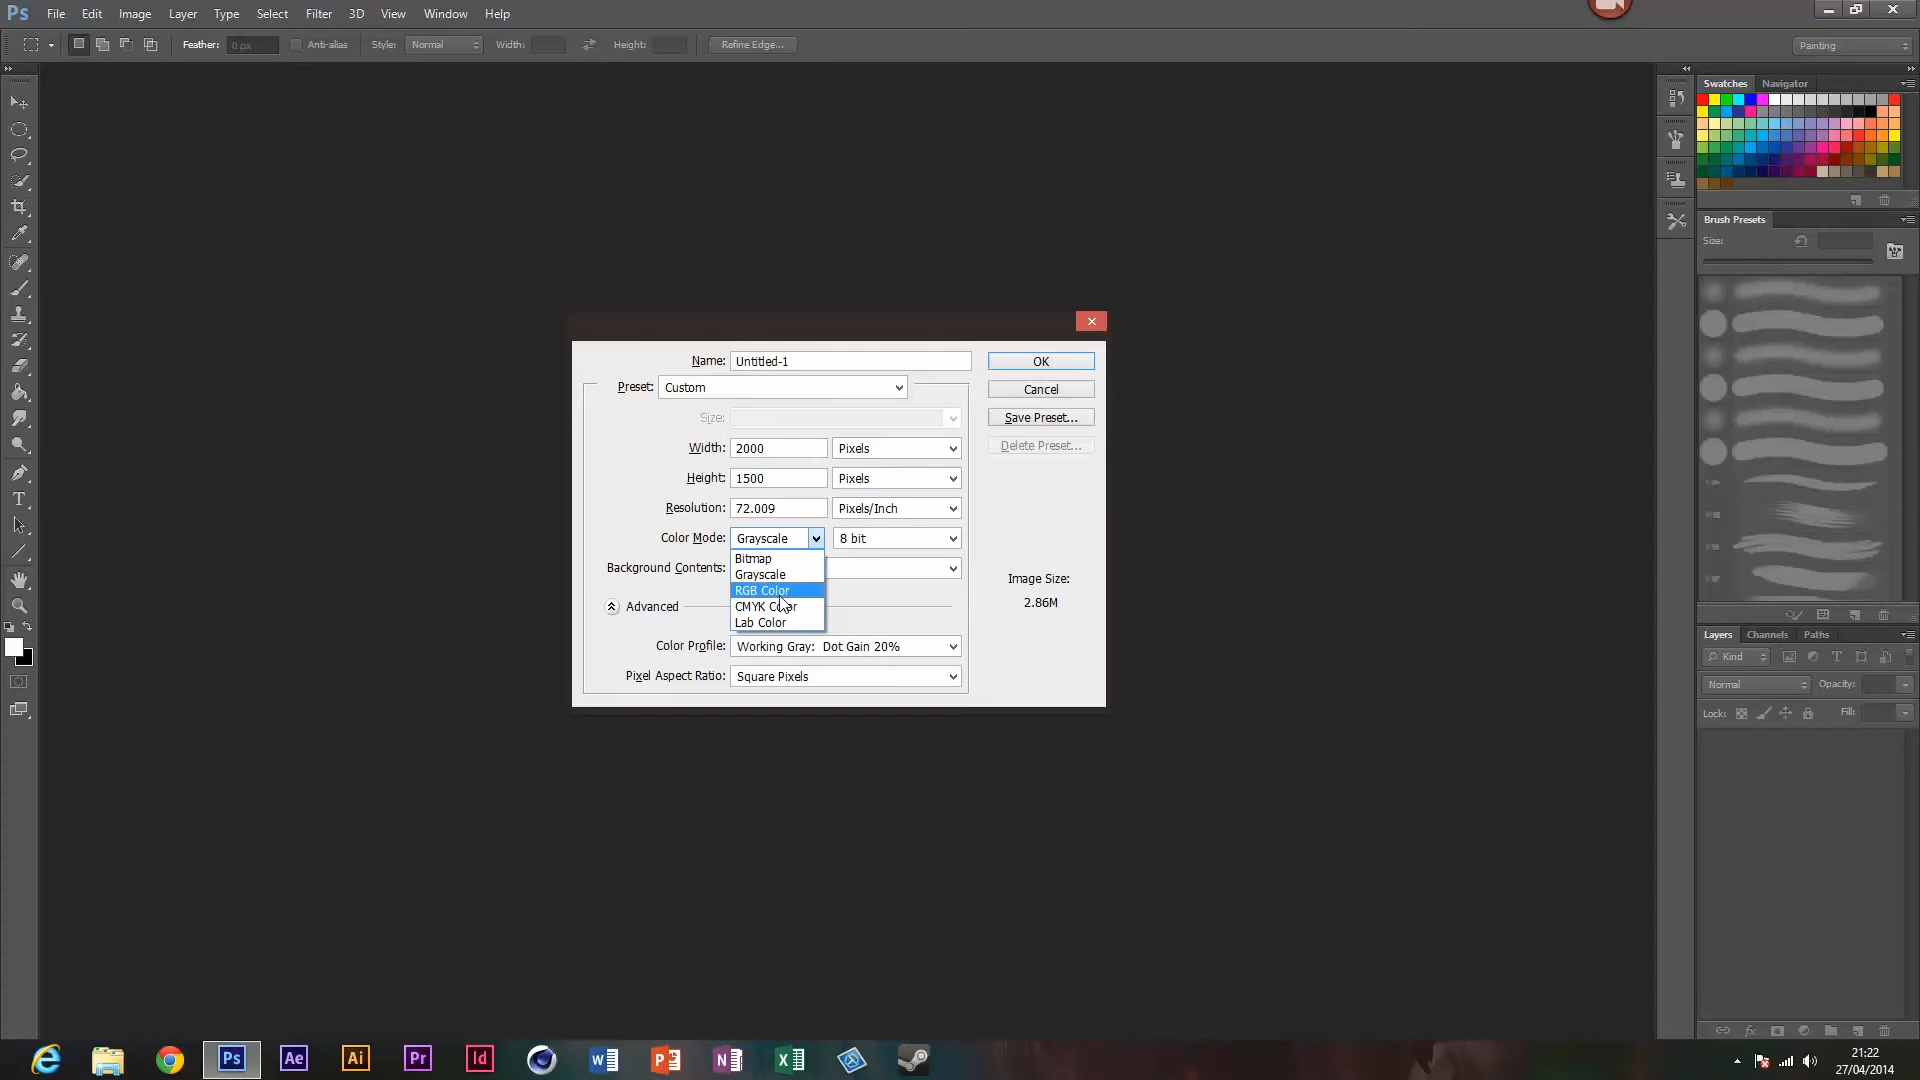 Ps File Edit Image Layer Type Select Filter 3D View Window Help
Feather: 0 px Anti-alias Style: Normal Width: Height: Refine Edge... Painting
Swatches Navigator
Brush Presets
Size:
Name: Untitled-1 OK
Preset: Custom Cancel
Size: Save Preset...
Width: 2000 Pixels Delete Preset...
Height: 1500 Pixels
Resolution: 72.009 Pixels/Inch
Color Mode: Grayscale 8 bit
Bitmap
Background Contents: Grayscale
RGB Color
Image Size:
Advanced CMYK Color 2.86M
Lab Color
Color Profile: Working Gray: Dot Gain 20%
Pixel Aspect Ratio: Square Pixels
Layers Channels Paths
Kind
Normal Opacity:
Lock: Fill:
Ps Ae Ai Pr Id
21:22
27/04/2014